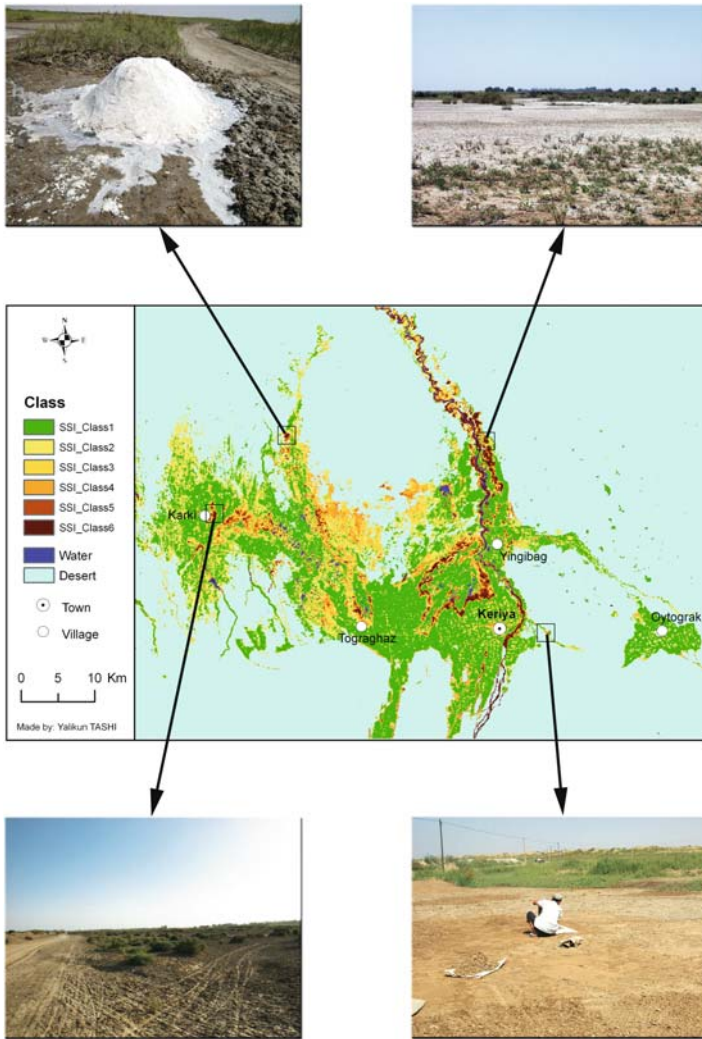 N
W E
S
Class
SSI_Class1
SSI_Class2
SSI_Class3
SSI_Class4
SSI_Class5
SSI_Class6
Water
Desert
Town
Village
0 5 10 Km
Made by: Yalikun TASHI
Karki
Yingibag
Tograghaz
Keriya
Oytograk